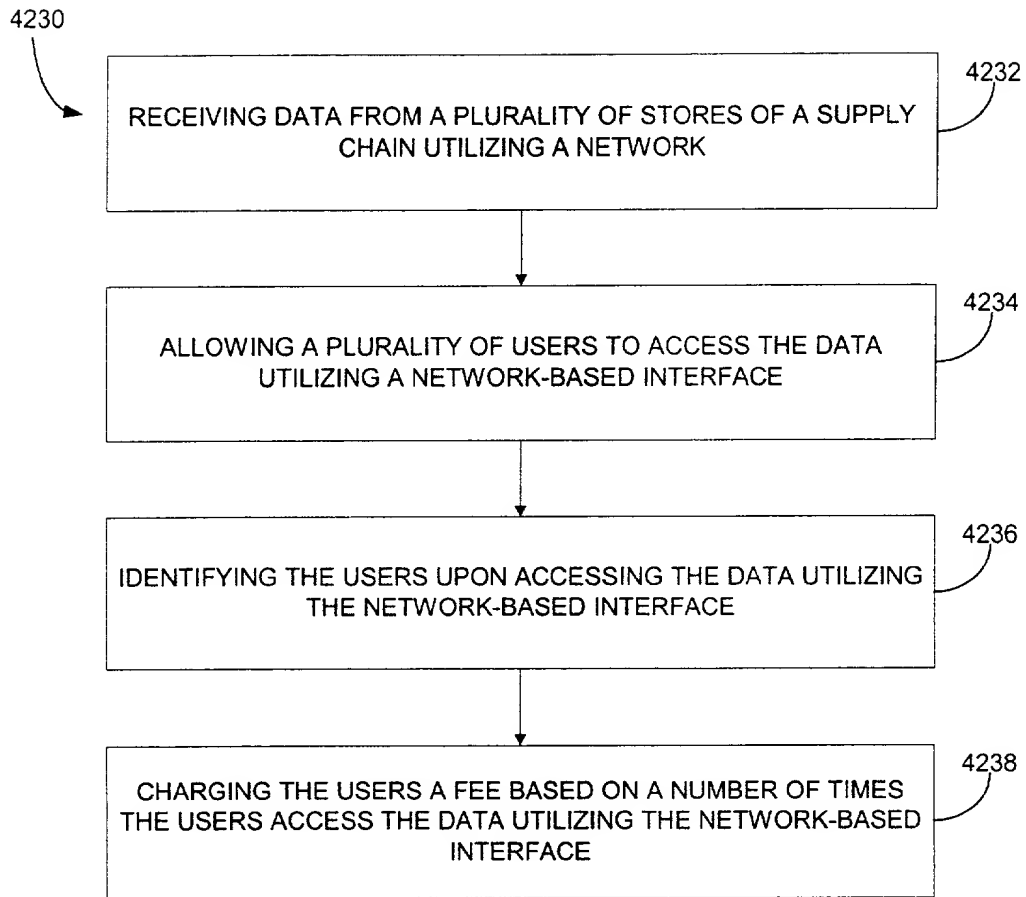 4230
4232
RECEIVING DATA FROM A PLURALITY OF STORES OF A SUPPLY
CHAIN UTILIZING A NETWORK
4234
ALLOWING A PLURALITY OF USERS TO ACCESS THE DATA
UTILIZING A NETWORK-BASED INTERFACE
4236
IDENTIFYING THE USERS UPON ACCESSING THE DATA UTILIZING
THE NETWORK-BASED INTERFACE
4238
CHARGING THE USERS A FEE BASED ON A NUMBER OF TIMES
THE USERS ACCESS THE DATA UTILIZING THE NETWORK-BASED
INTERFACE